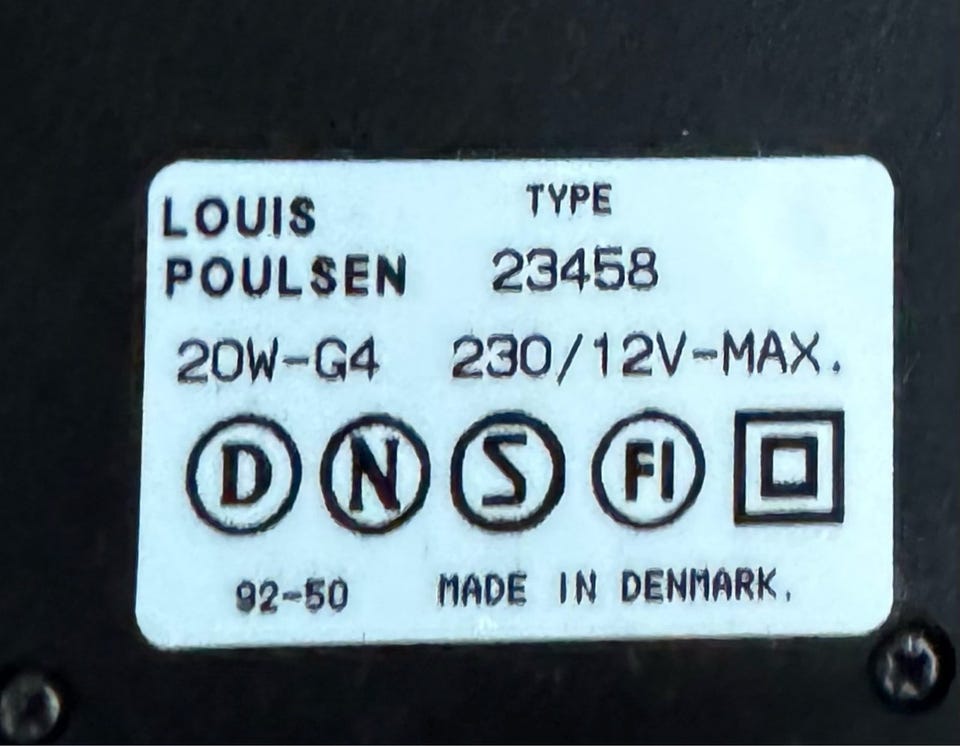 LOUIS TYPE
POULSEN 23458
20W-G4 230/12V-MAX.
D N S FI
92-50 MADE IN DENMARK.